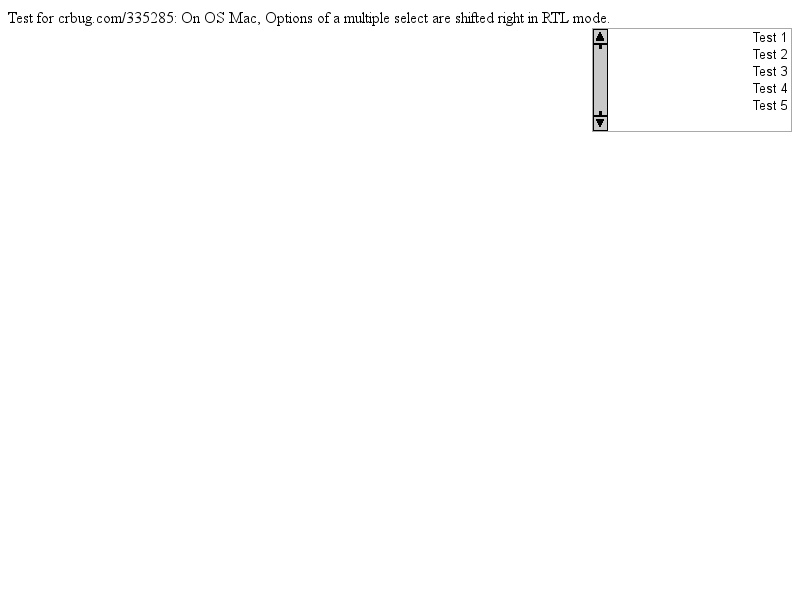 Test for crbug.com/335285: On OS Mac, Options of a multiple select are shifted right in RTL mode.
Test 1
Test 2
Test 3
Test 4
Test 5